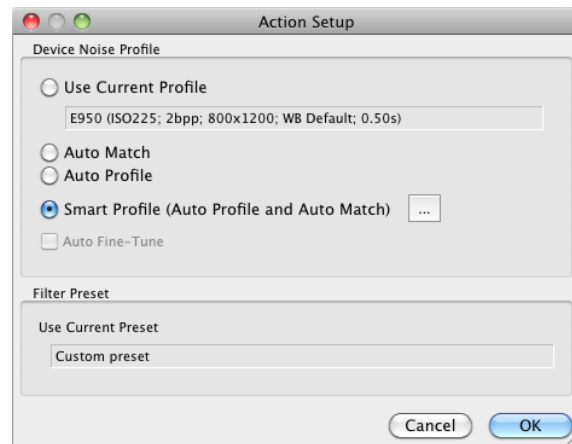 Action Setup
Device Noise Profile
Use Current Profile
E950 (ISO225; 2bpp; 800x1200; WB Default; 0.50s)
Auto Match
Auto Profile
Smart Profile (Auto Profile and Auto Match) ...
Auto Fine-Tune
Filter Preset
Use Current Preset
Custom preset
Cancel OK